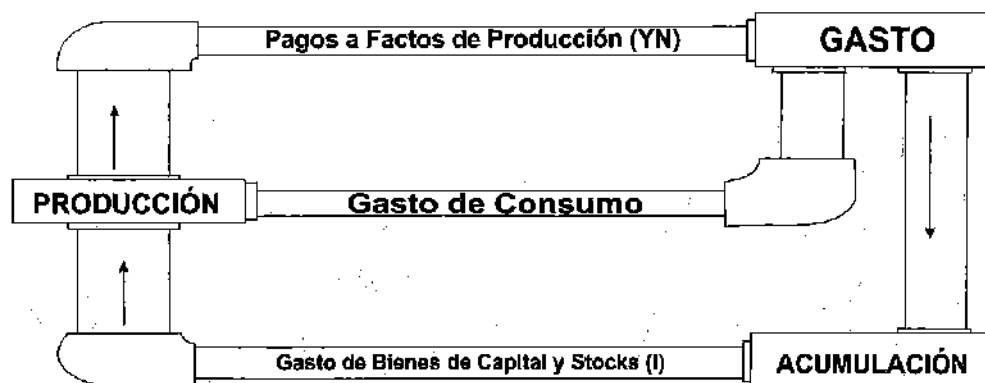 Pagos a Factos de Producción (YN)
GASTO
PRODUCCIÓN
Gasto de Consumo
Gasto de Bienes de Capital y Stocks (I)
ACUMULACIÓN